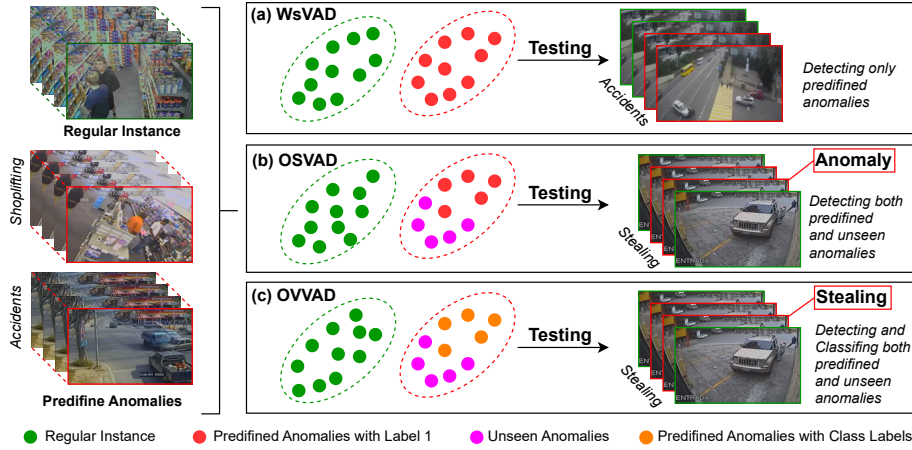 Regular Instance
Shoplifting
Accidents
Predifine Anomalies
(a) WsVAD
Testing
Accidents
Detecting only
predifined
anomalies
(b) OSVAD
Testing
Stealing
ENTRADA
Anomaly
Detecting both
predifined
and unseen
anomalies
(c) OVVAD
Testing
Stealing
ENTRADA
Stealing
Detecting and
Classifing both
predifined
and unseen
anomalies
Regular Instance
Predifined Anomalies with Label 1
Unseen Anomalies
Predifined Anomalies with Class Labels